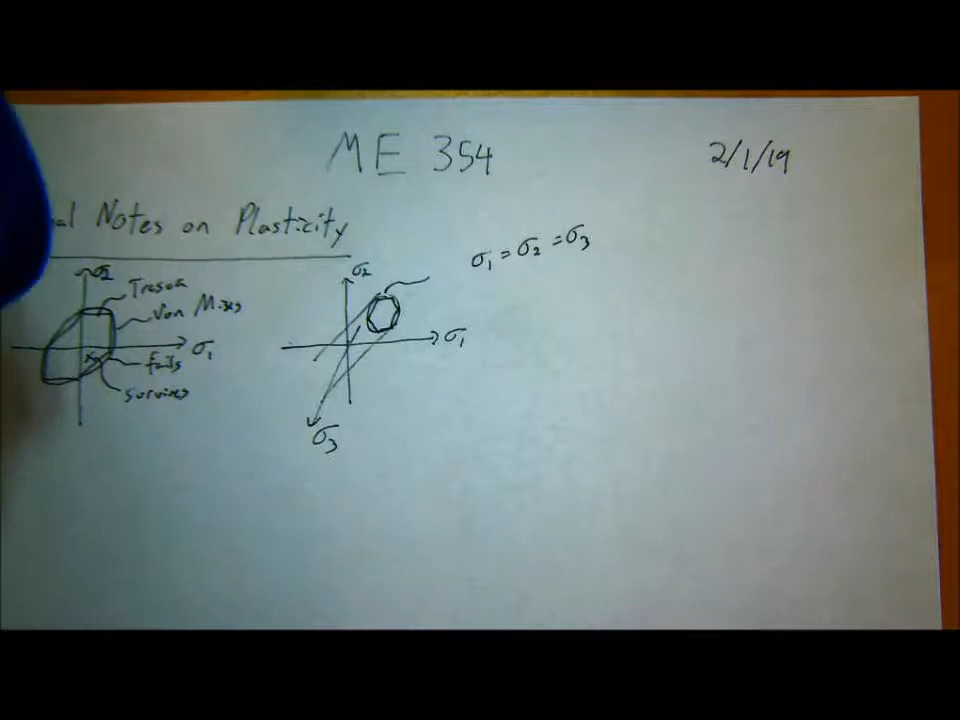 ME 354
2/1/19
al Notes on Plasticity
σ2
Tresca
Von Mises
σ1
fails
survives
σ2
σ1
σ3
σ1 = σ2 = σ3